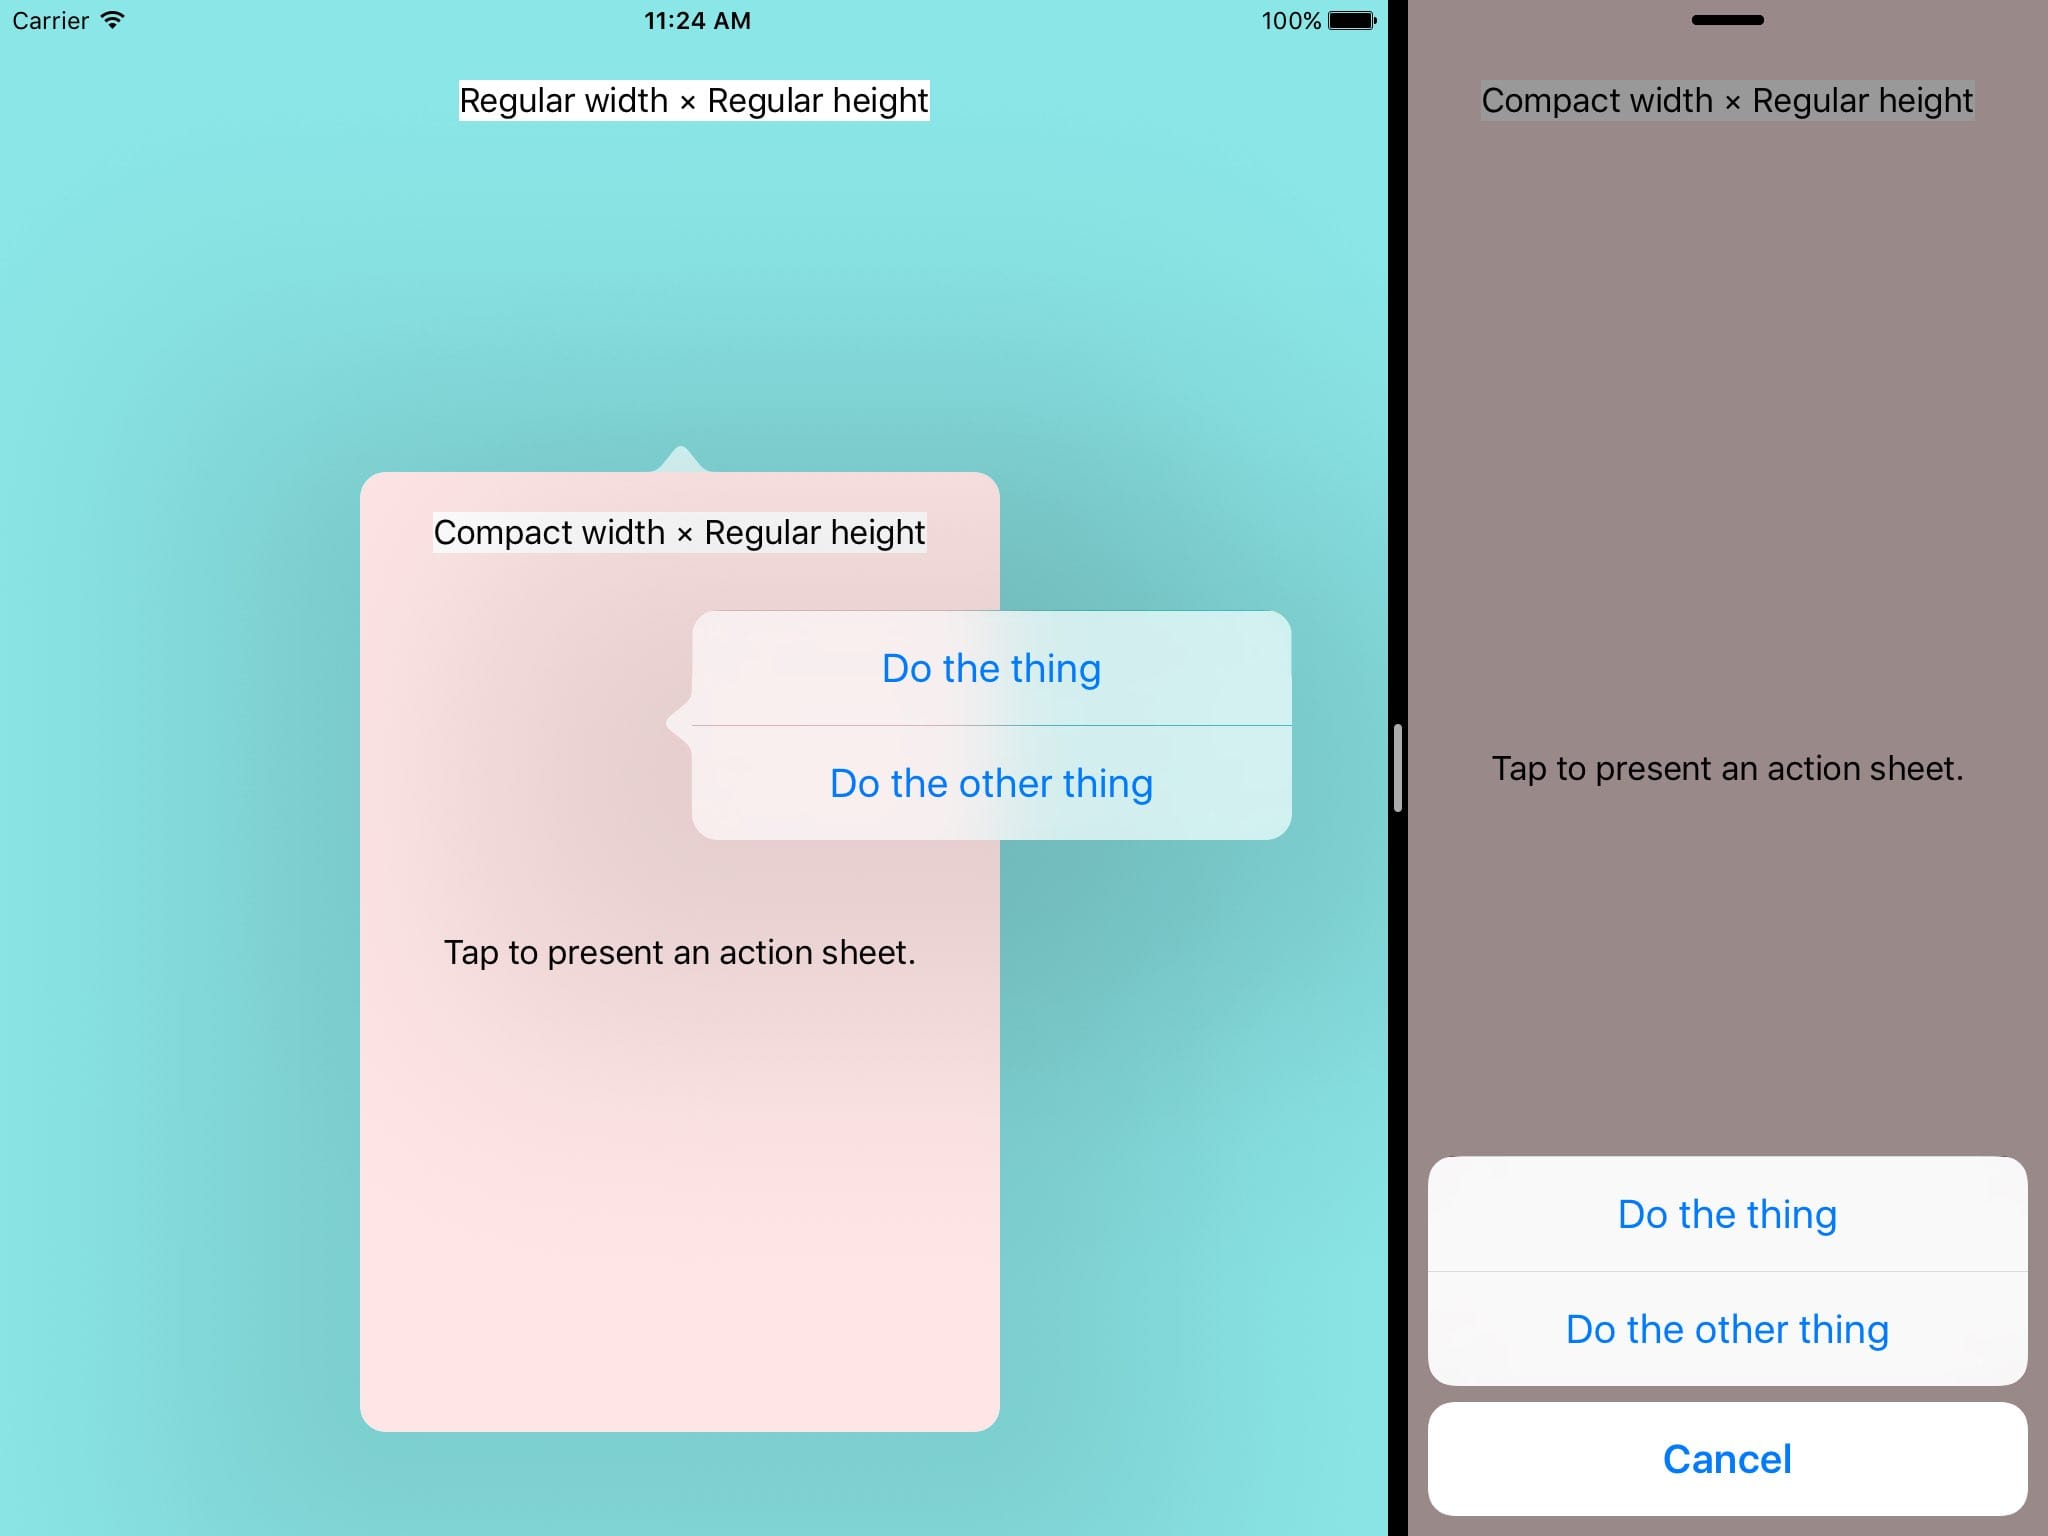 Carrier 11:24 AM 100%
Regular width × Regular height
Compact width × Regular height
Do the thing
Do the other thing
Tap to present an action sheet.
Compact width × Regular height
Tap to present an action sheet.
Do the thing
Do the other thing
Cancel